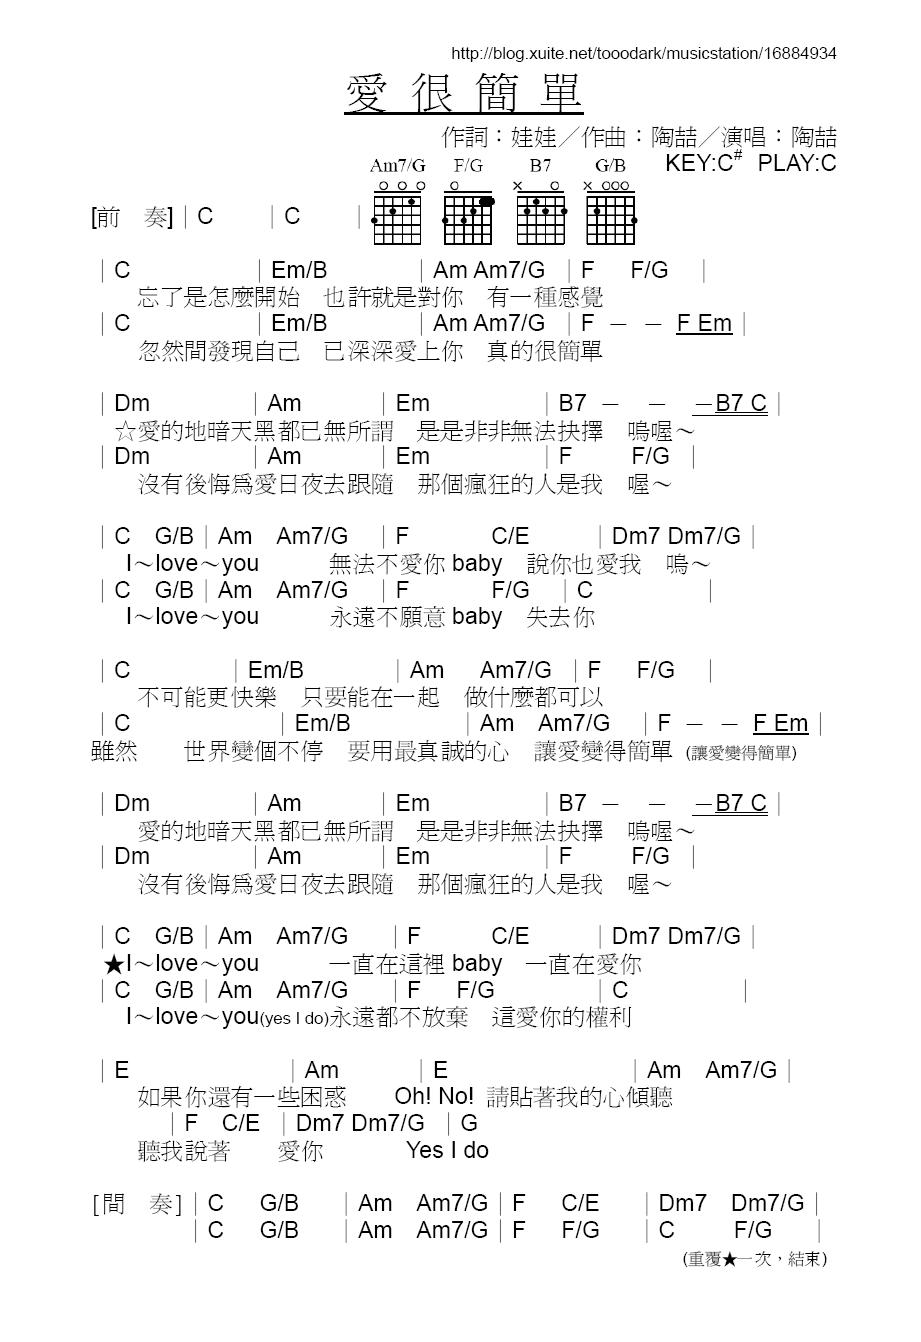 http://blog.xuite.net/tooodark/musicstation/16884934
愛 很 簡 單
作詞：娃娃／作曲：陶喆／演唱：陶喆
Am7/G F/G B7 G/B KEY:C# PLAY:C
[前 奏]｜C ｜C ｜
｜C ｜Em/B ｜Am Am7/G ｜F F/G ｜
忘了是怎麼開始 也許就是對你 有一種感覺
｜C ｜Em/B ｜Am Am7/G ｜F － － F Em｜
忽然間發現自己 已深深愛上你 真的很簡單
｜Dm ｜Am ｜Em ｜B7 － － －B7 C｜
☆愛的地暗天黑都已無所謂 是是非非無法抉擇 嗚喔～
｜Dm ｜Am ｜Em ｜F F/G ｜
沒有後悔爲愛日夜去跟隨 那個瘋狂的人是我 喔～
｜C G/B｜Am Am7/G ｜F C/E ｜Dm7 Dm7/G｜
I～love～you 無法不愛你 baby 說你也愛我 嗚～
｜C G/B｜Am Am7/G ｜F F/G ｜C ｜
I～love～you 永遠不願意 baby 失去你
｜C ｜Em/B ｜Am Am7/G ｜F F/G ｜
不可能更快樂 只要能在一起 做什麼都可以
｜C ｜Em/B ｜Am Am7/G ｜F － － F Em｜
雖然 世界變個不停 要用最真誠的心 讓愛變得簡單 (讓愛變得簡單)
｜Dm ｜Am ｜Em ｜B7 － － －B7 C｜
愛的地暗天黑都已無所謂 是是非非無法抉擇 嗚喔～
｜Dm ｜Am ｜Em ｜F F/G ｜
沒有後悔爲愛日夜去跟隨 那個瘋狂的人是我 喔～
｜C G/B｜Am Am7/G ｜F C/E ｜Dm7 Dm7/G｜
★I～love～you 一直在這裡 baby 一直在愛你
｜C G/B｜Am Am7/G ｜F F/G ｜C ｜
I～love～you(yes I do)永遠都不放棄 這愛你的權利
｜E ｜Am ｜E ｜Am Am7/G｜
如果你還有一些困惑 Oh! No! 請貼著我的心傾聽
｜F C/E ｜Dm7 Dm7/G ｜G
聽我說著 愛你 Yes I do
[間 奏]｜C G/B ｜Am Am7/G｜F C/E ｜Dm7 Dm7/G｜
｜C G/B ｜Am Am7/G｜F F/G ｜C F/G ｜
(重覆★一次，結束)